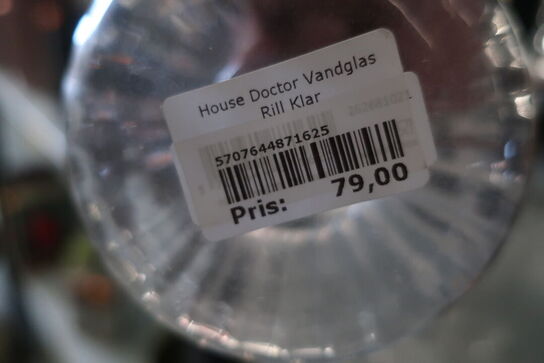 House Doctor Vandglas
Rill Klar
5707644871625
Pris: 79,00